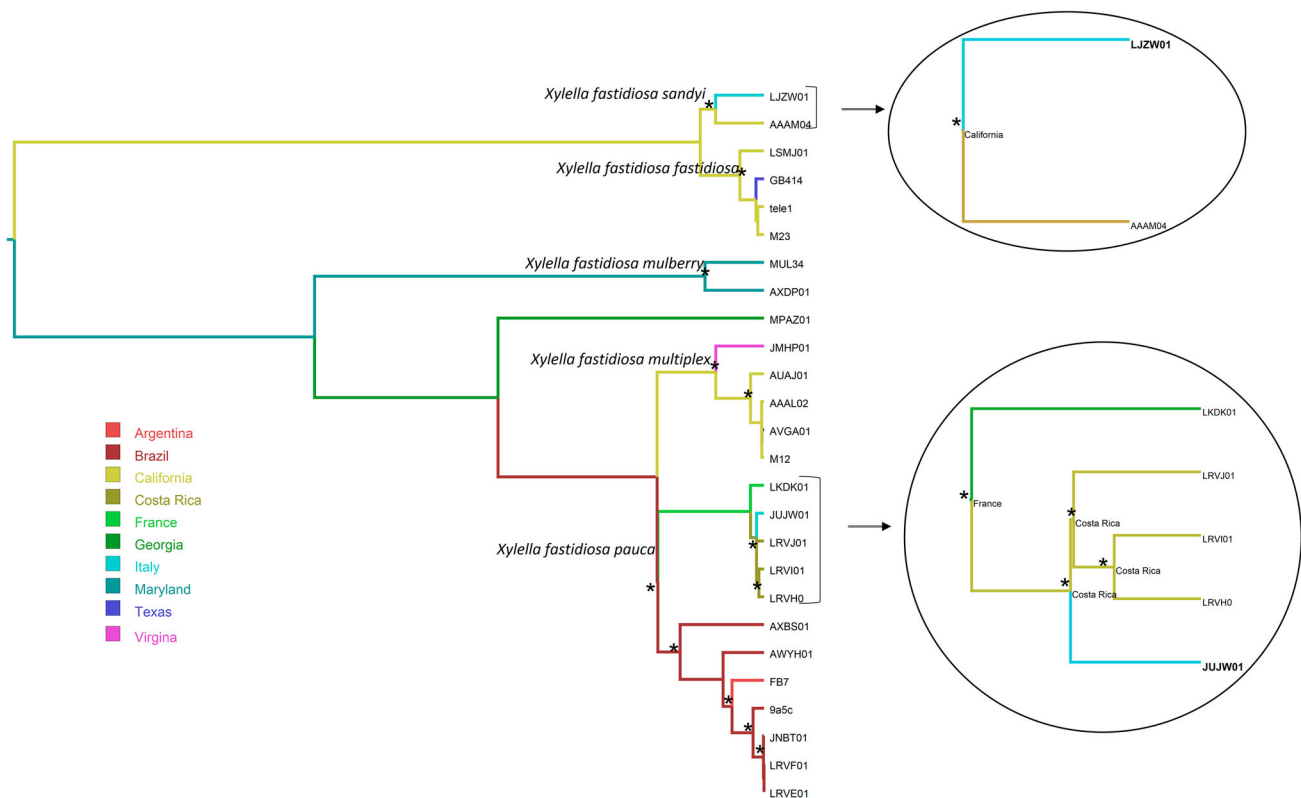 Xylella fastidiosa sandyi
*
LJZW01
AAAM04
LSMJ01
Xylella fastidiosa fastidiosa
*
GB414
tele1
M23
Xylella fastidiosa mulberry
*
MUL34
AXDP01
MPAZ01
JMHP01
Xylella fastidiosa multiplex
*
AUAJ01
*
AAAL02
AVGA01
M12
LKDK01
JUJW01
*
LRVJ01
Xylella fastidiosa pauca
*
LRVI01
*
LRVH0
AXBS01
*
AWYH01
FB7
*
9a5c
*
JNBT01
*
LRVF01
LRVE01
Argentina
Brazil
California
Costa Rica
France
Georgia
Italy
Maryland
Texas
Virgina
LJZW01
*
California
AAAM04
LKDK01
LRVJ01
*
France
*
Costa Rica
LRVI01
*
Costa Rica
*
Costa Rica
LRVH0
JUJW01